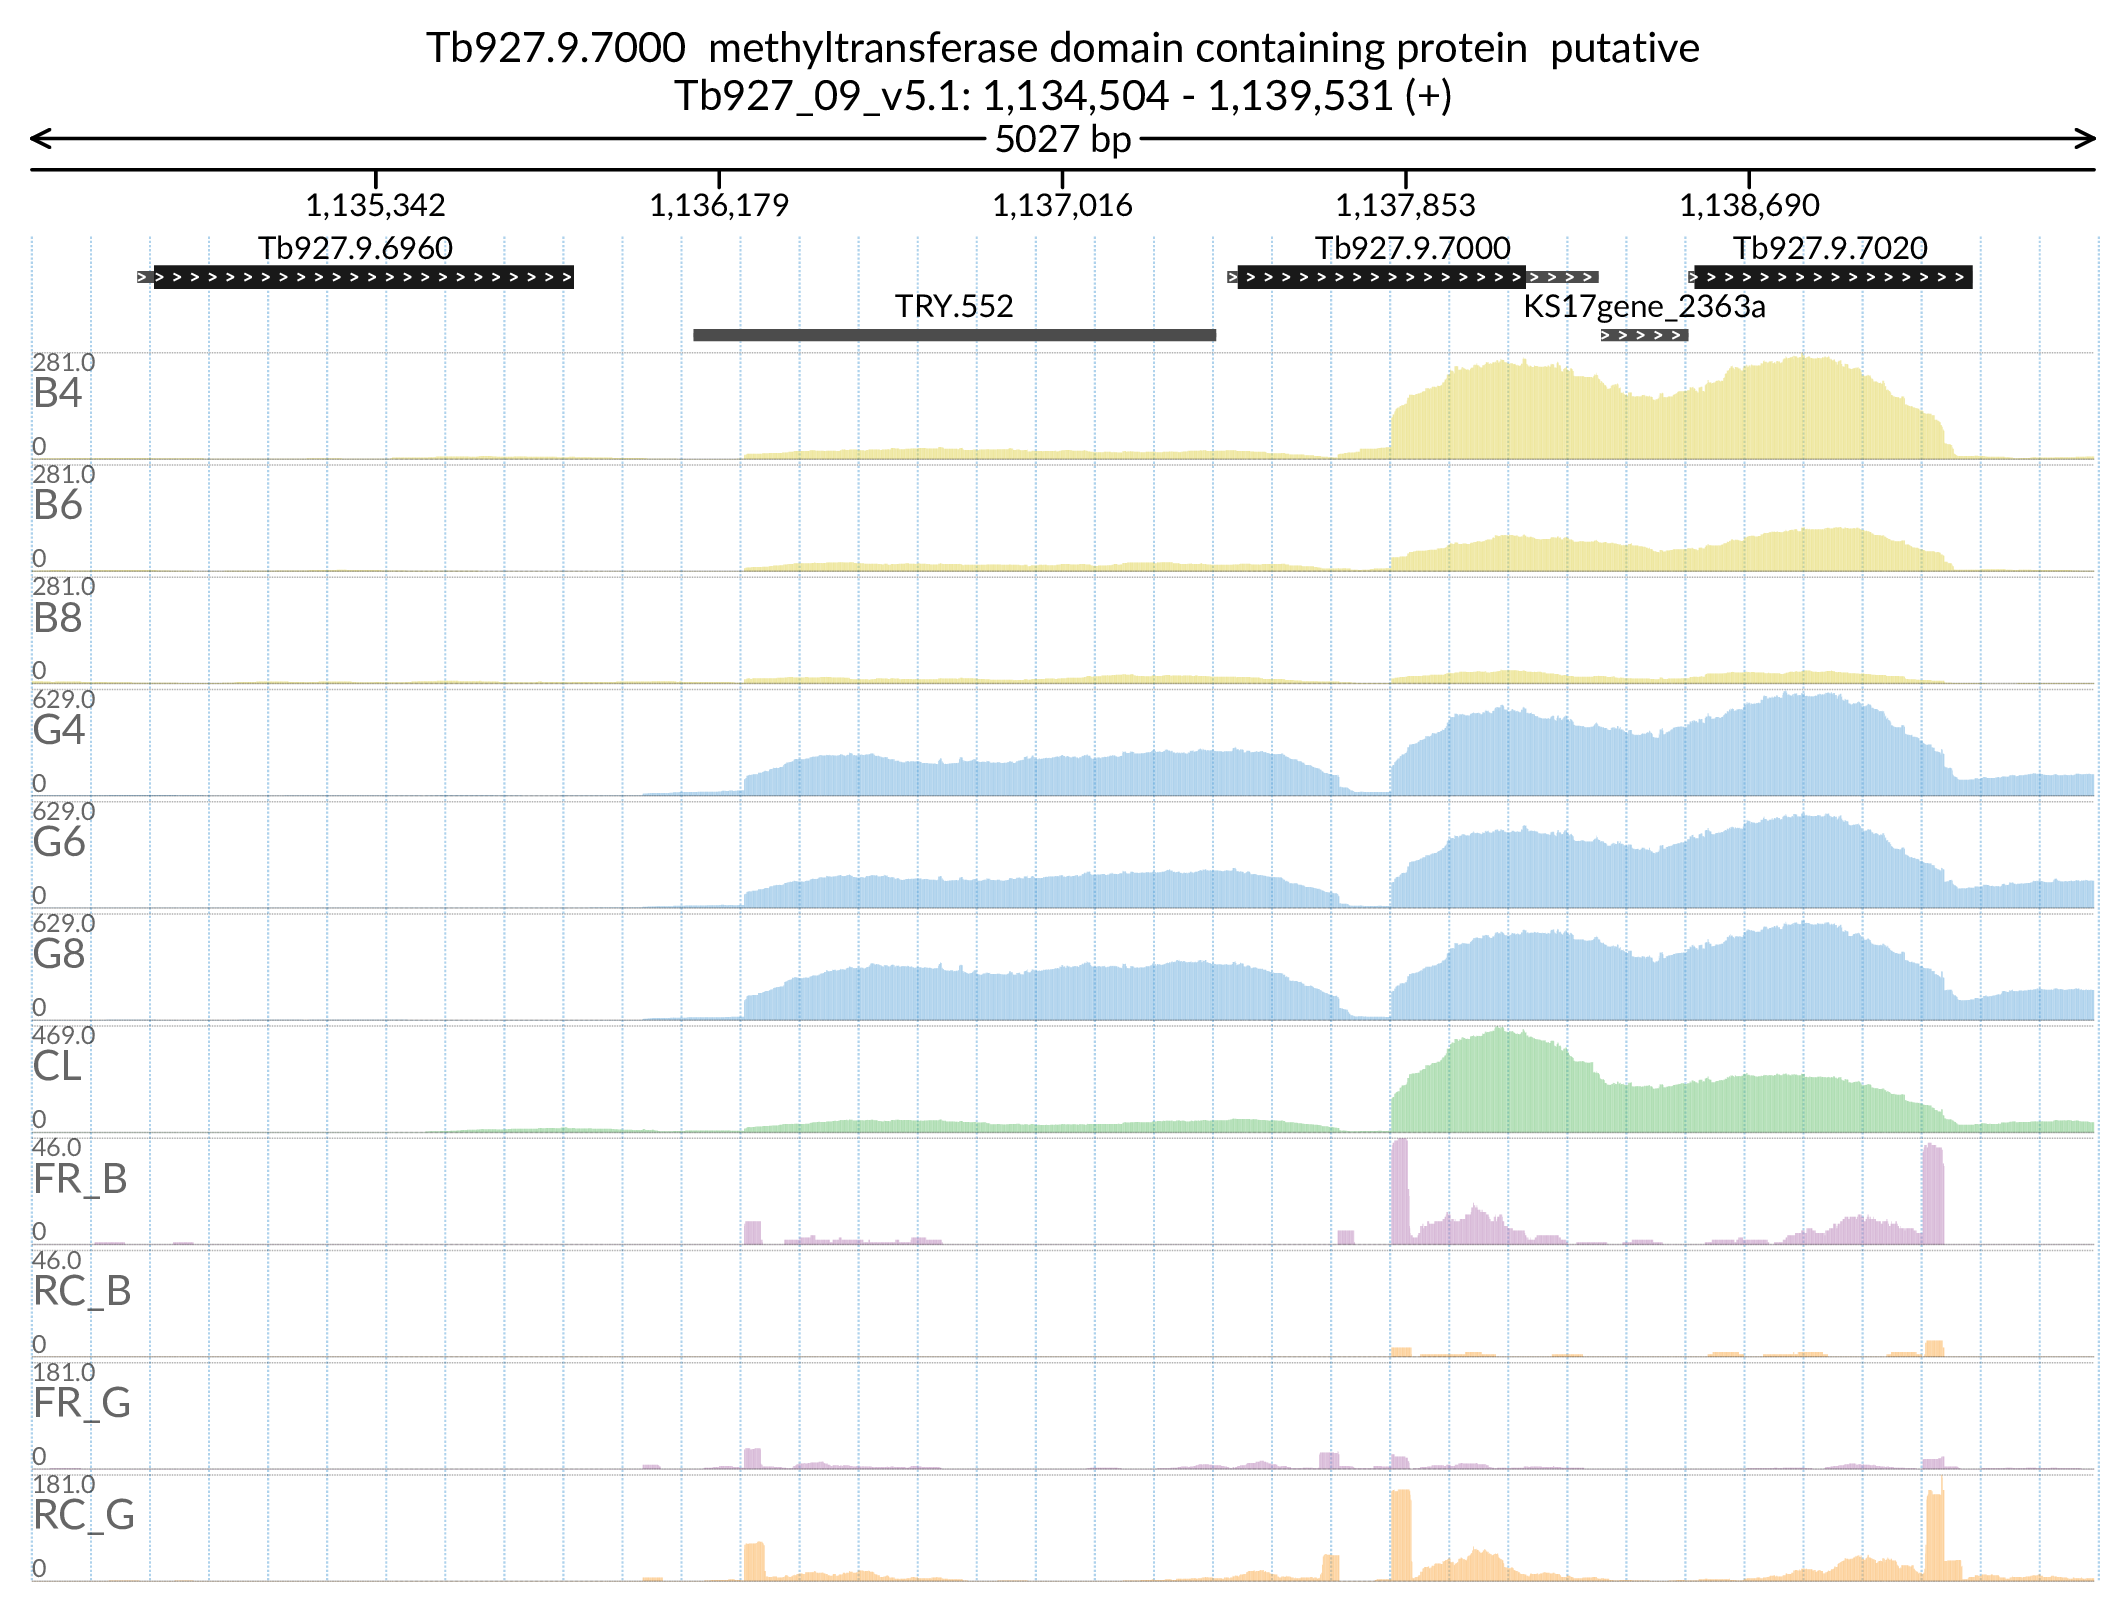 Tb927.9.7000  methyltransferase domain containing protein  putative
Tb927_09_v5.1: 1,134,504 - 1,139,531 (+)
5027 bp
1,135,342 1,136,179 1,137,016 1,137,853 1,138,690
Tb927.9.6960 Tb927.9.7000 Tb927.9.7020
TRY.552 KS17gene_2363a
281.0
B4
0
281.0
B6
0
281.0
B8
0
629.0
G4
0
629.0
G6
0
629.0
G8
0
469.0
CL
0
46.0
FR_B
0
46.0
RC_B
0
181.0
FR_G
0
181.0
RC_G
0